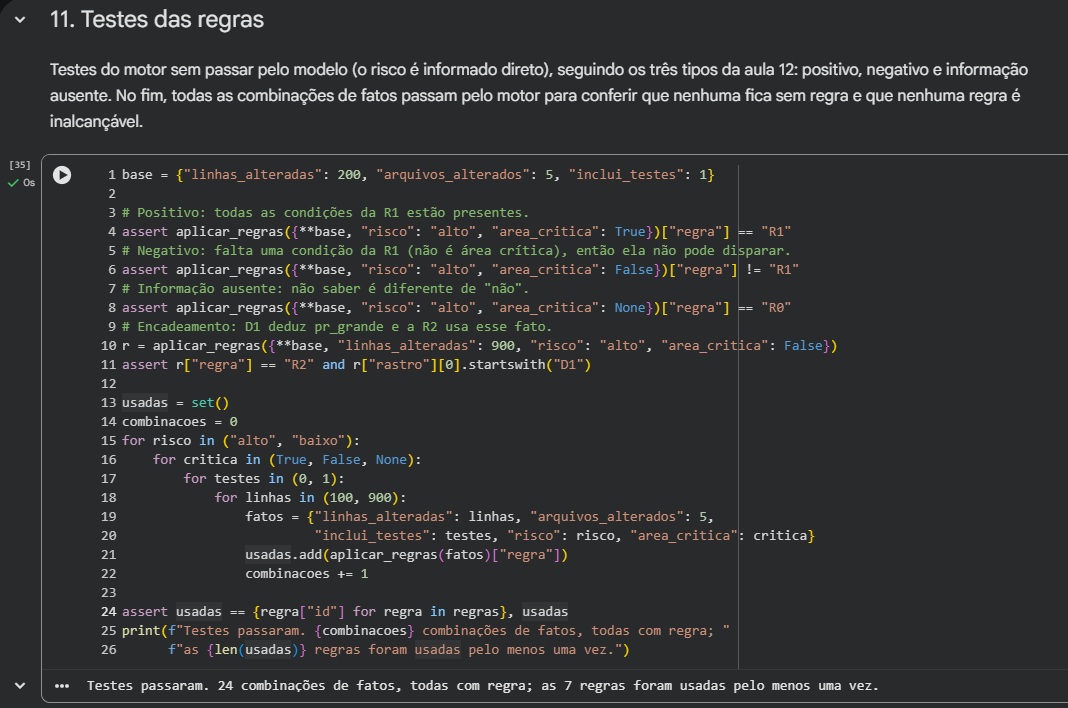 11. Testes das regras
Testes do motor sem passar pelo modelo (o risco é informado direto), seguindo os três tipos da aula 12: positivo, negativo e informação
ausente. No fim, todas as combinações de fatos passam pelo motor para conferir que nenhuma fica sem regra e que nenhuma regra é
inalcançável.
[35]
0s
1 base = {"linhas_alteradas": 200, "arquivos_alterados": 5, "inclui_testes": 1}
2
3 # Positivo: todas as condições da R1 estão presentes.
4 assert aplicar_regras({**base, "risco": "alto", "area_critica": True})["regra"] == "R1"
5 # Negativo: falta uma condição da R1 (não é área crítica), então ela não pode disparar.
6 assert aplicar_regras({**base, "risco": "alto", "area_critica": False})["regra"] != "R1"
7 # Informação ausente: não saber é diferente de "não".
8 assert aplicar_regras({**base, "risco": "alto", "area_critica": None})["regra"] == "R0"
9 # Encadeamento: D1 deduz pr_grande e a R2 usa esse fato.
10 r = aplicar_regras({**base, "linhas_alteradas": 900, "risco": "alto", "area_critica": False})
11 assert r["regra"] == "R2" and r["rastro"][0].startswith("D1")
12
13 usadas = set()
14 combinacoes = 0
15 for risco in ("alto", "baixo"):
16     for critica in (True, False, None):
17         for testes in (0, 1):
18             for linhas in (100, 900):
19                 fatos = {"linhas_alteradas": linhas, "arquivos_alterados": 5,
20                          "inclui_testes": testes, "risco": risco, "area_critica": critica}
21                 usadas.add(aplicar_regras(fatos)["regra"])
22                 combinacoes += 1
23
24 assert usadas == {regra["id"] for regra in regras}, usadas
25 print(f"Testes passaram. {combinacoes} combinações de fatos, todas com regra; "
26       f"as {len(usadas)} regras foram usadas pelo menos uma vez.")
Testes passaram. 24 combinações de fatos, todas com regra; as 7 regras foram usadas pelo menos uma vez.